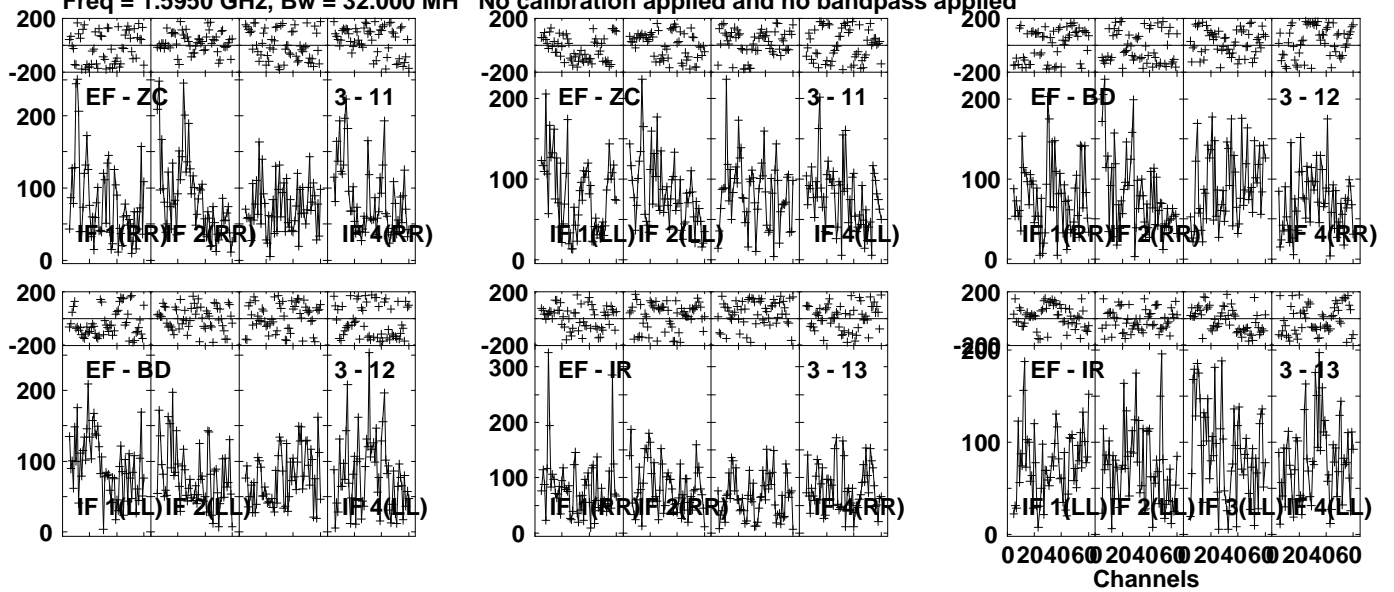 Freq = 1.5950 GHz, Bw = 32.000 MH No calibration applied and no bandpass applied
200 200 200
-200 -200 -200
EF - ZC 3 - 11 EF - ZC 3 - 11 EF - BD 3 - 12
200 200 200
100 100 100
IF 1(RR) IF 2(RR) IF 4(RR) IF 1(LL) IF 2(LL) IF 4(LL) IF 1(RR) IF 2(RR) IF 4(RR)
0 0 0
200 200 200
-200 -200 -200
200
EF - BD 3 - 12 EF - IR 3 - 13 EF - IR 3 - 13
300
200 200
100 100 100
IF 1(LL) IF 2(LL) IF 4(LL) IF 1(RR) IF 2(RR) IF 4(RR) IF 1(LL) IF 2(LL) IF 3(LL) IF 4(LL)
0 0 0
0 20 40 60 0 20 40 60 0 20 40 60 0 20 40 60
Channels